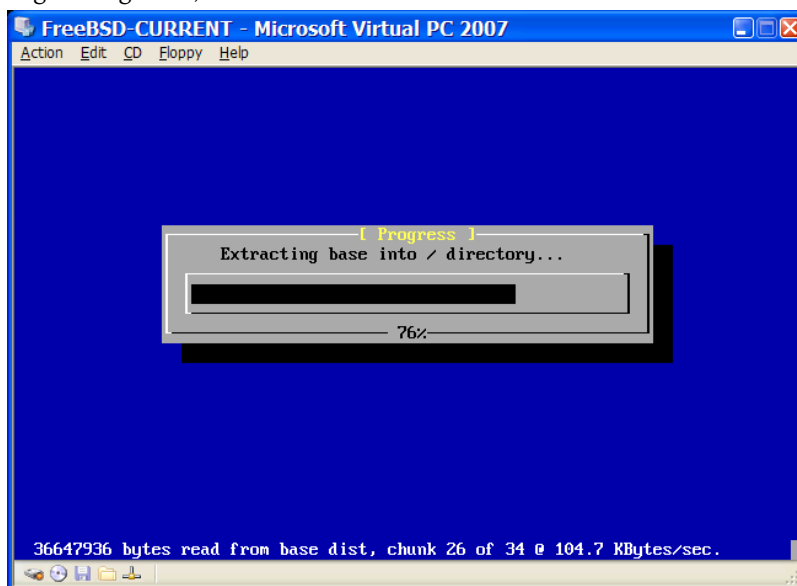 FreeBSD-CURRENT - Microsoft Virtual PC 2007
Action Edit CD Floppy Help
[ Progress ]
Extracting base into / directory...
76%
36647936 bytes read from base dist, chunk 26 of 34 @ 104.7 KBytes/sec.